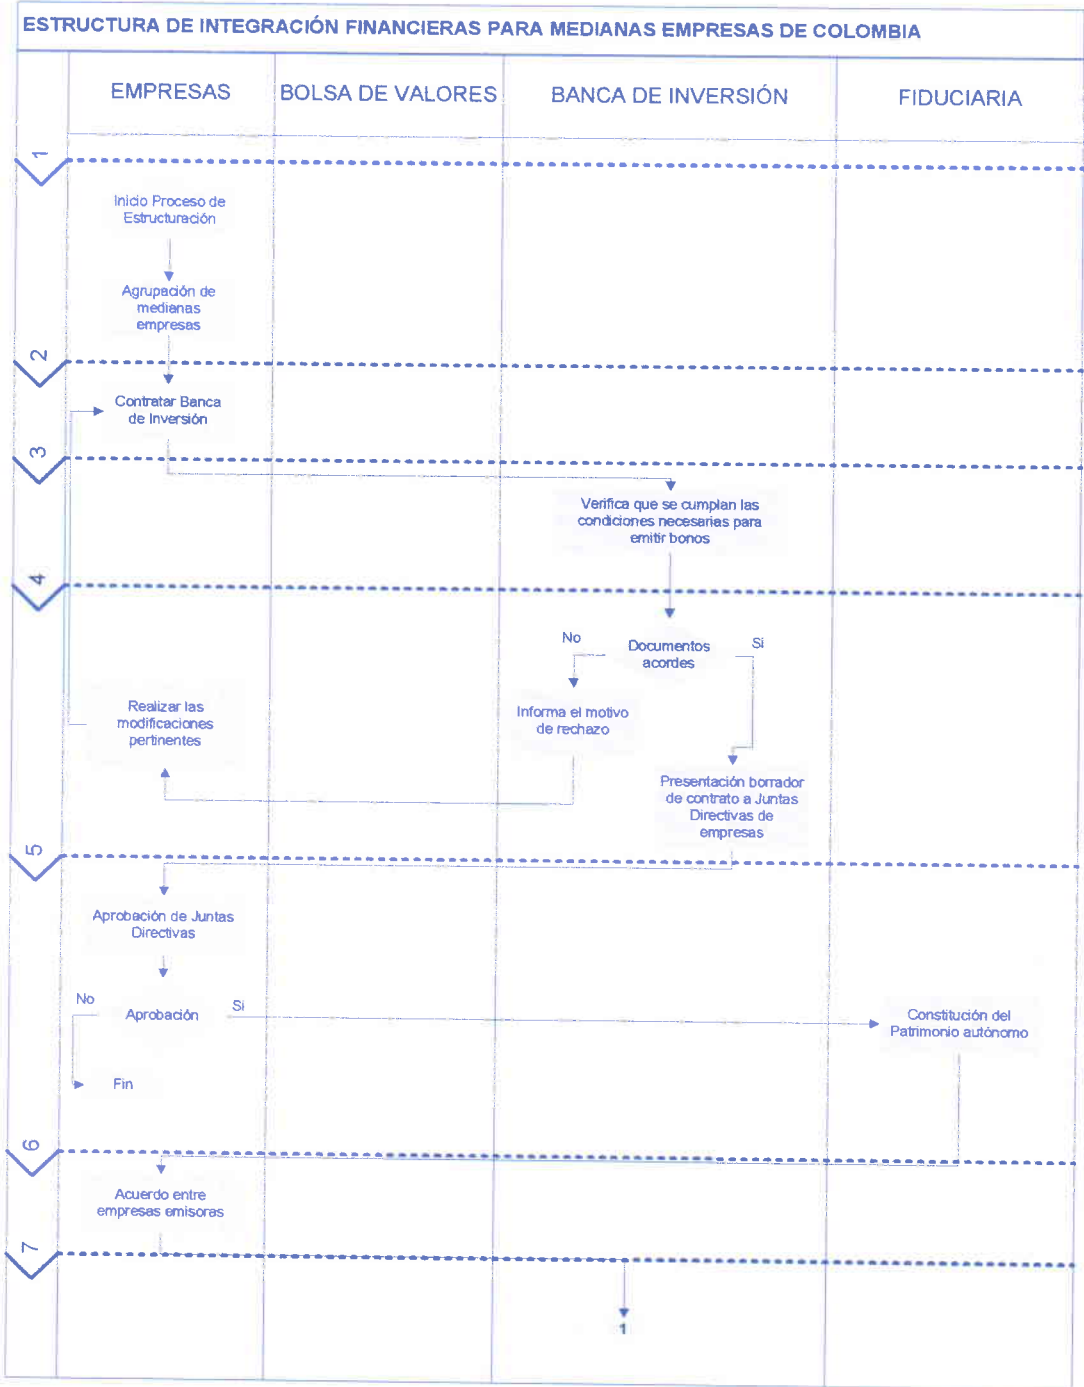 ESTRUCTURA DE INTEGRACIÓN FINANCIERAS PARA MEDIANAS EMPRESAS DE COLOMBIA
EMPRESAS
BOLSA DE VALORES
BANCA DE INVERSIÓN
FIDUCIARIA
1
Inicio Proceso de
Estructuración
Agrupación de
medianas
empresas
2
Contratar Banca
de Inversión
3
Verifica que se cumplan las
condiciones necesarias para
emitir bonos
4
No
Documentos
acordes
Si
Realizar las
modificaciones
pertinentes
Informa el motivo
de rechazo
Presentación borrador
de contrato a Juntas
Directivas de
empresas
5
Aprobación de Juntas
Directivas
No
Aprobación
Si
Constitución del
Patrimonio autónomo
Fin
6
Acuerdo entre
empresas emisoras
7
1